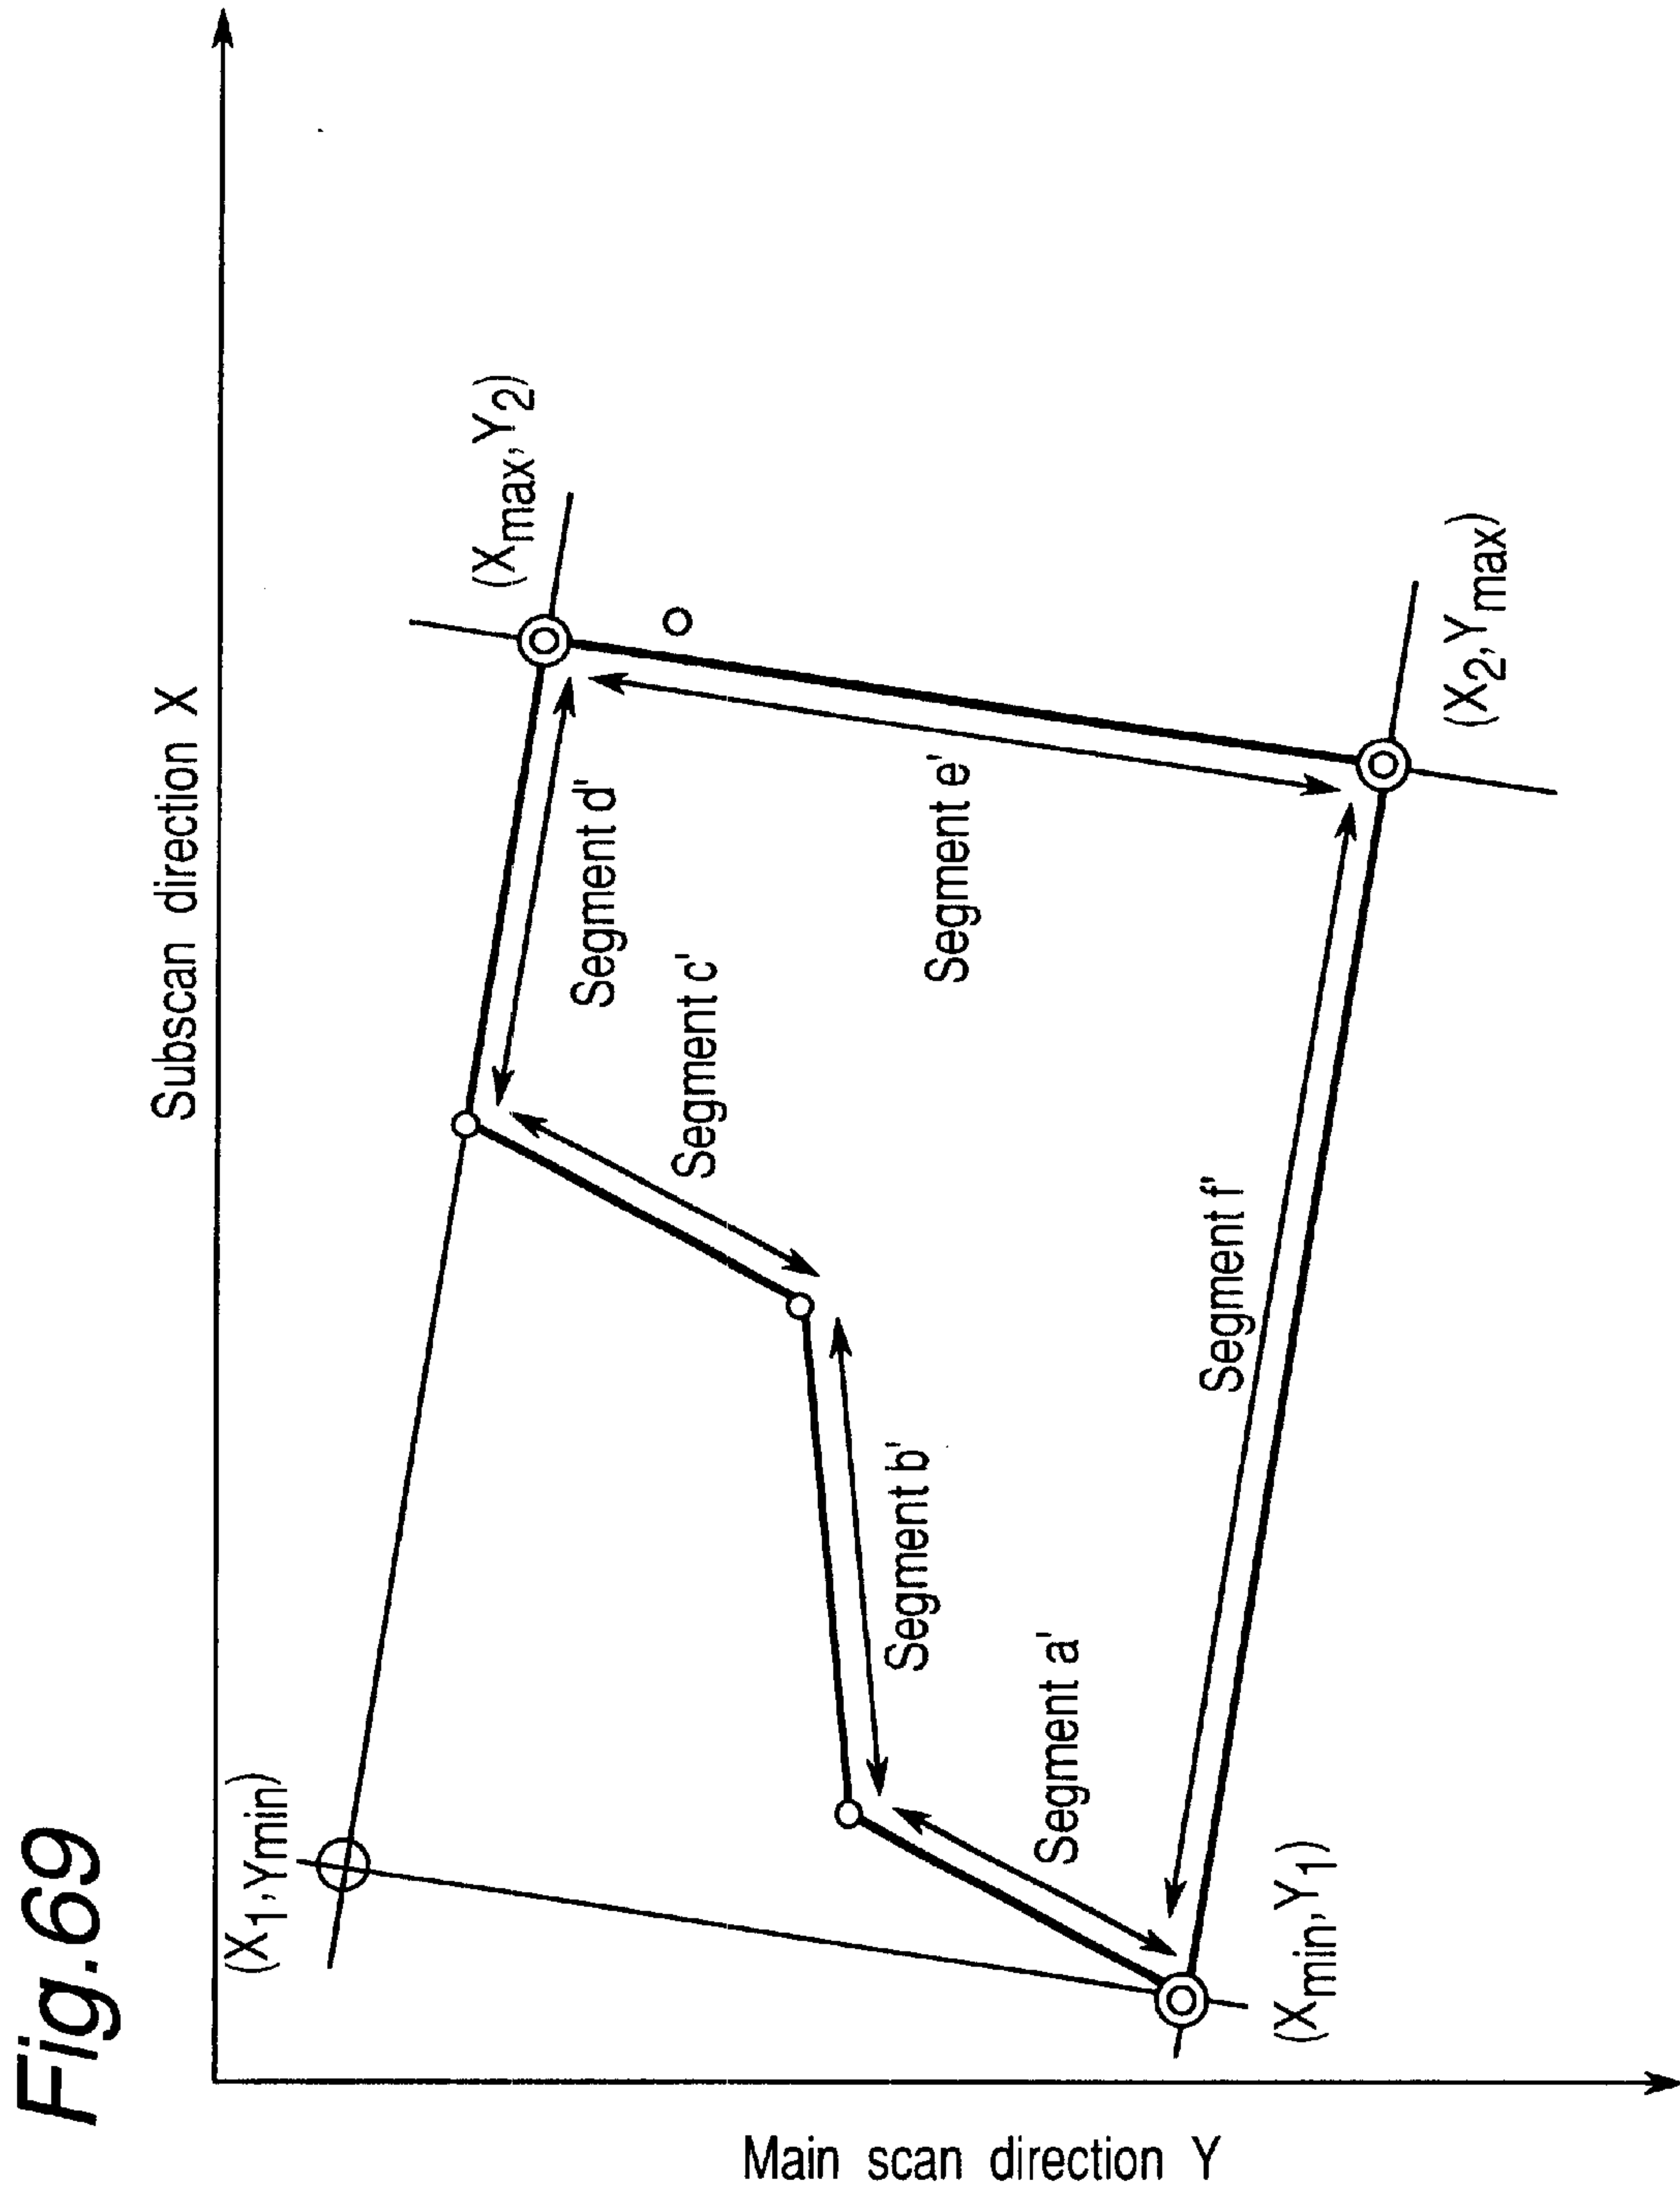 Fig.69
Subscan direction X
Main scan direction Y
(X1,Ymin)
(Xmax,Y2)
Segment d'
Segment c'
Segment e'
Segment b'
Segment a'
Segment f'
(Xmin,Y1)
(X2,Ymax)